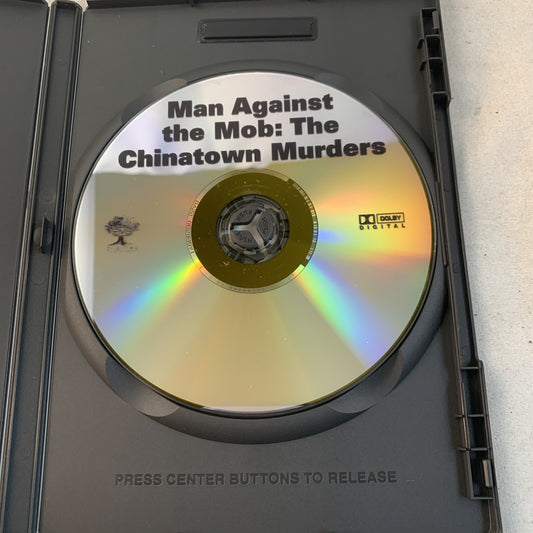 Man Against
the Mob: The
Chinatown Murders
DOLBY
DIGITAL
PRESS CENTER BUTTONS TO RELEASE